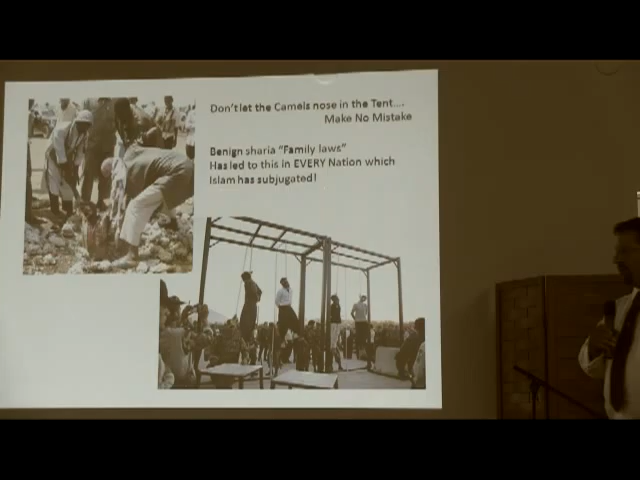 Don't let the Camels nose in the Tent....
Make No Mistake
Benign sharia "Family laws"
Has led to this in EVERY Nation which
Islam has subjugated!